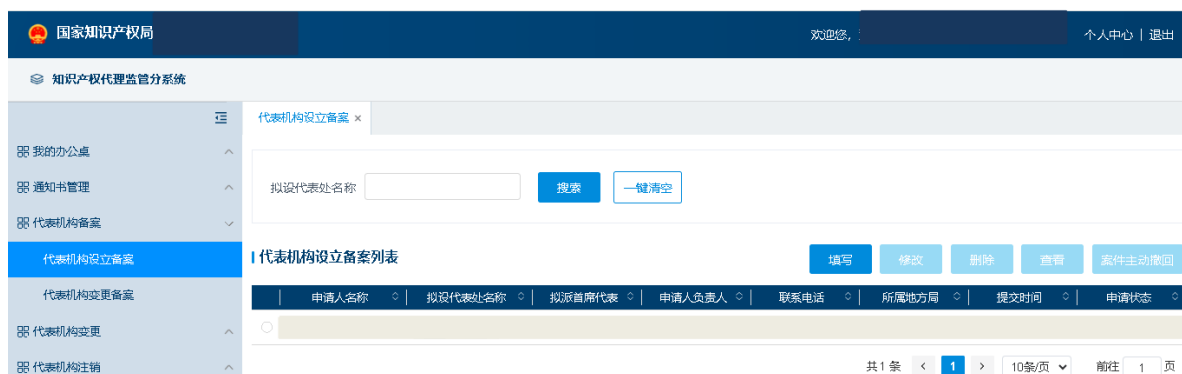 国家知识产权局 欢迎您, 个人中心 | 退出
知识产权代理监管分系统
代表机构设立备案 ×
我的办公桌
通知书管理
拟设代表处名称 搜索 一键清空
代表机构备案
代表机构设立备案
代表机构设立备案列表 填写 修改 删除 查看 案件主动撤回
代表机构变更备案
申请人名称 拟设代表处名称 拟派首席代表 申请人负责人 联系电话 所属地方局 提交时间 申请状态
代表机构变更
代表机构注销
共1条 < 1 > 10条/页 前往 1 页